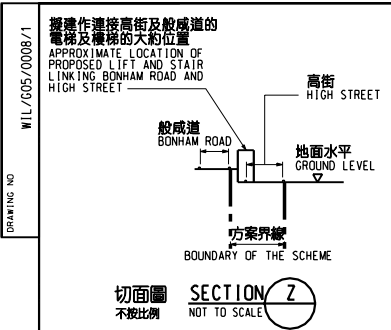 擬建作連接高街及般咸道的
電梯及樓梯的大約位置
APPROXIMATE LOCATION OF
PROPOSED LIFT AND STAIR
LINKING BONHAM ROAD AND
HIGH STREET
高街
HIGH STREET
般咸道
BONHAM ROAD
地面水平
GROUND LEVEL
方案界線
BOUNDARY OF THE SCHEME
切面圖 SECTION Z
不按比例 NOT TO SCALE
DRAWING NO WIL/G05/0008/1